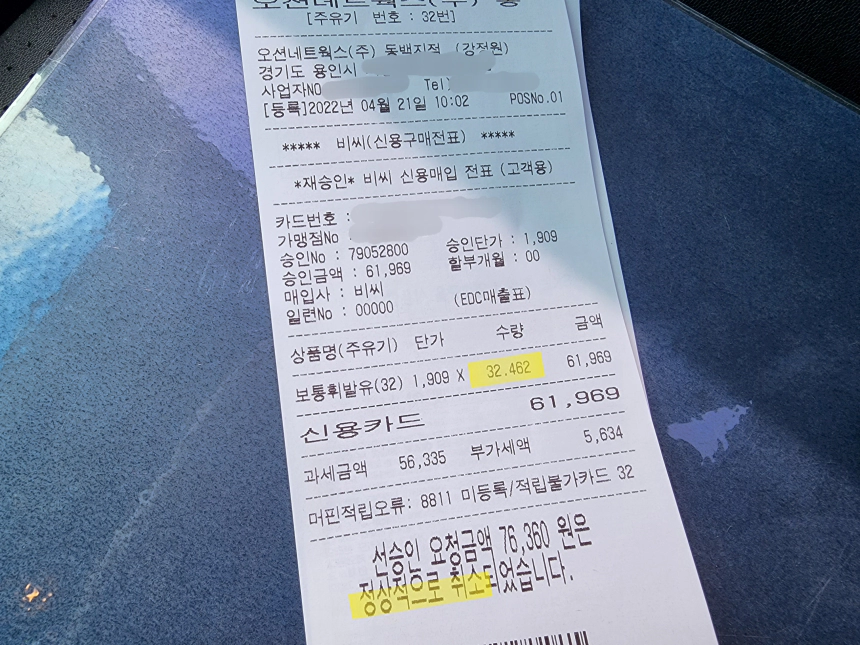 오션네트웍스(주)
[주유기 번호 : 32번]
오션네트웍스(주) 동백지점 (강정원)
경기도 용인시
사업자NO Tel)
[등록]2022년 04월 21일 10:02 POSNo.01
***** 비씨(신용구매전표) *****
*재승인* 비씨 신용매입 전표 (고객용)
카드번호 :
가맹점No :
승인No : 79052800 승인단가 : 1,909
승인금액 : 61,969 할부개월 : 00
매입사 : 비씨
일련No : 00000 (EDC매출표)
상품명(주유기) 단가 수량 금액
보통휘발유(32) 1,909 X 32.462 61,969
신용카드 61,969
과세금액 56,335 부가세액 5,634
머핀적립오류: 8811 미등록/적립불가카드 32
선승인 요청금액 76,360 원은
정상적으로 취소되었습니다.